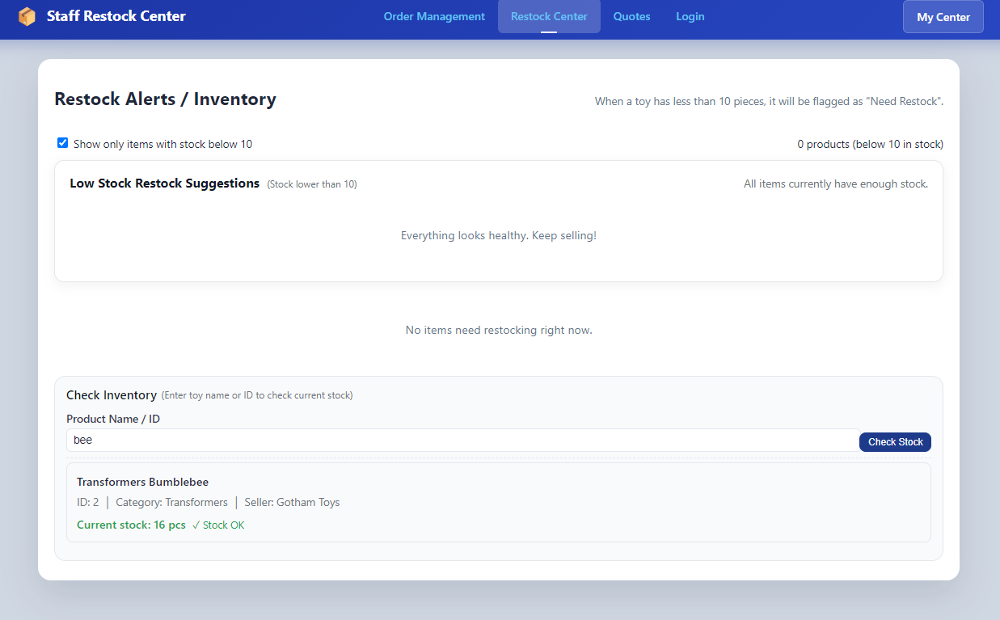 Staff Restock Center
Order Management Restock Center Quotes Login
My Center
Restock Alerts / Inventory
When a toy has less than 10 pieces, it will be flagged as "Need Restock".
Show only items with stock below 10
0 products (below 10 in stock)
Low Stock Restock Suggestions (Stock lower than 10)
All items currently have enough stock.
Everything looks healthy. Keep selling!
No items need restocking right now.
Check Inventory (Enter toy name or ID to check current stock)
Product Name / ID
bee
Check Stock
Transformers Bumblebee
ID: 2 | Category: Transformers | Seller: Gotham Toys
Current stock: 16 pcs ✓ Stock OK